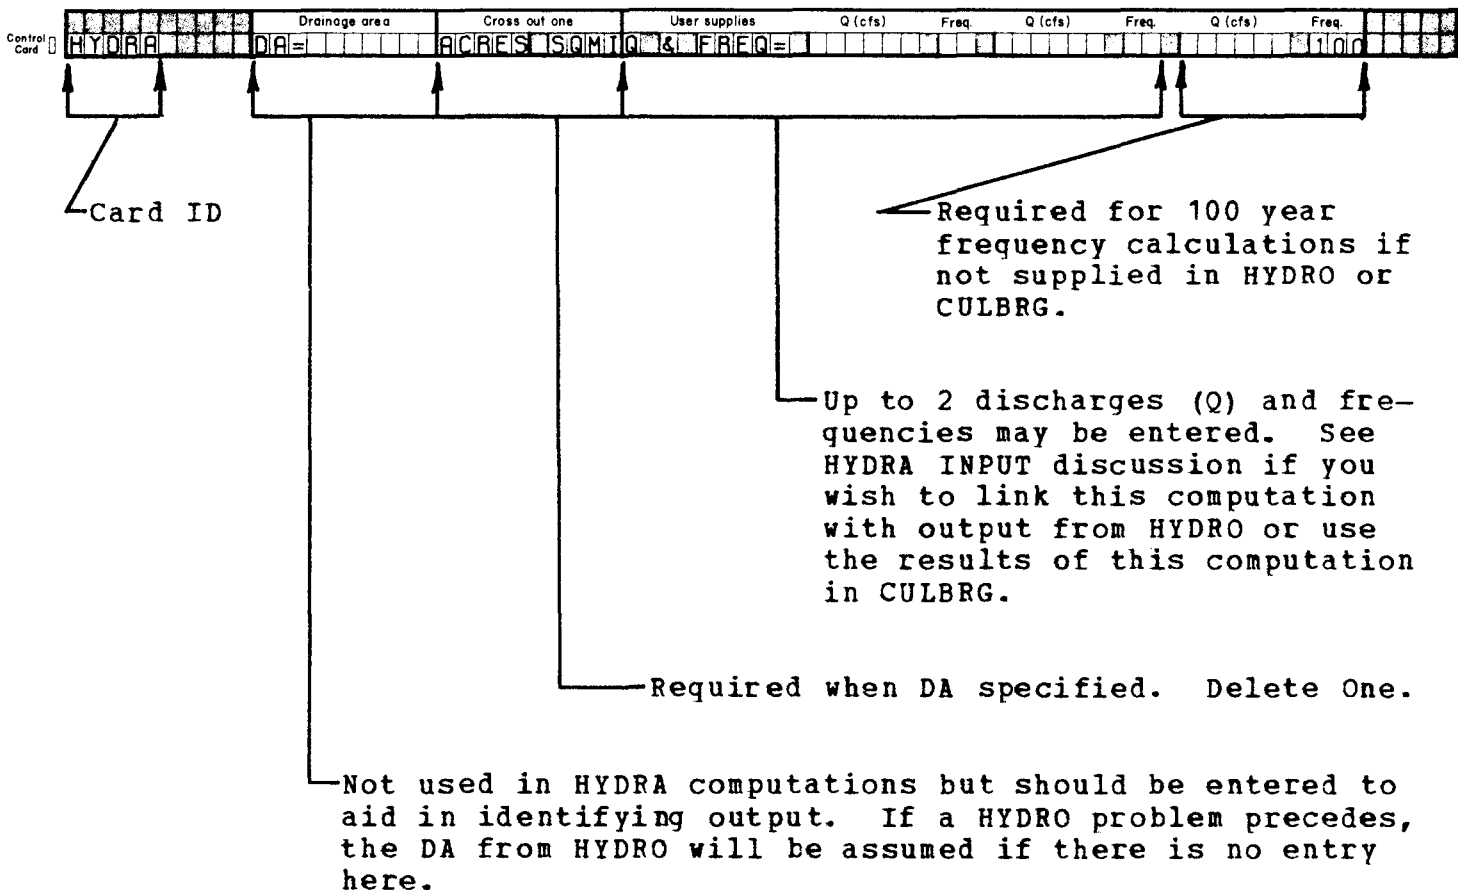 Drainage area Cross out one User supplies Q (cfs) Freq. Q (cfs) Freq. Q (cfs) Freq.
Control Card HYDRA DA= ACRES SQMI Q & FREQ= 100
Card ID
Required for 100 year
frequency calculations if
not supplied in HYDRO or
CULBRG.
Up to 2 discharges (Q) and fre-
quencies may be entered. See
HYDRA INPUT discussion if you
wish to link this computation
with output from HYDRO or use
the results of this computation
in CULBRG.
Required when DA specified. Delete One.
Not used in HYDRA computations but should be entered to
aid in identifying output. If a HYDRO problem precedes,
the DA from HYDRO will be assumed if there is no entry
here.